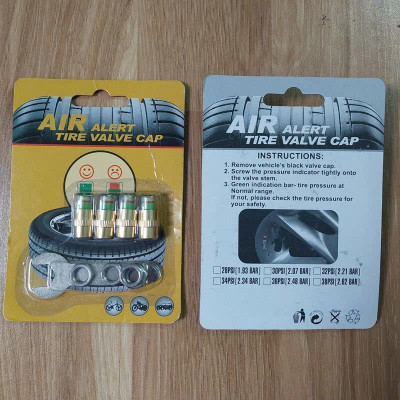 AIR ALERT
TIRE VALVE CAP
AIR ALERT
TIRE VALVE CAP
INSTRUCTIONS:
1. Remove vehicle's black valve cap.
2. Screw the pressure indicator tightly onto
the valve stem.
3. Green indication bar- tire pressure at
Normal range.
If not, please check the tire pressure for
your safety.
28PSI[1.93 BAR] 30PSI[2.07 BAR] 32PSI[2.21 BAR]
34PSI[2.34 BAR] 36PSI[2.48 BAR] 38PSI[2.62 BAR]